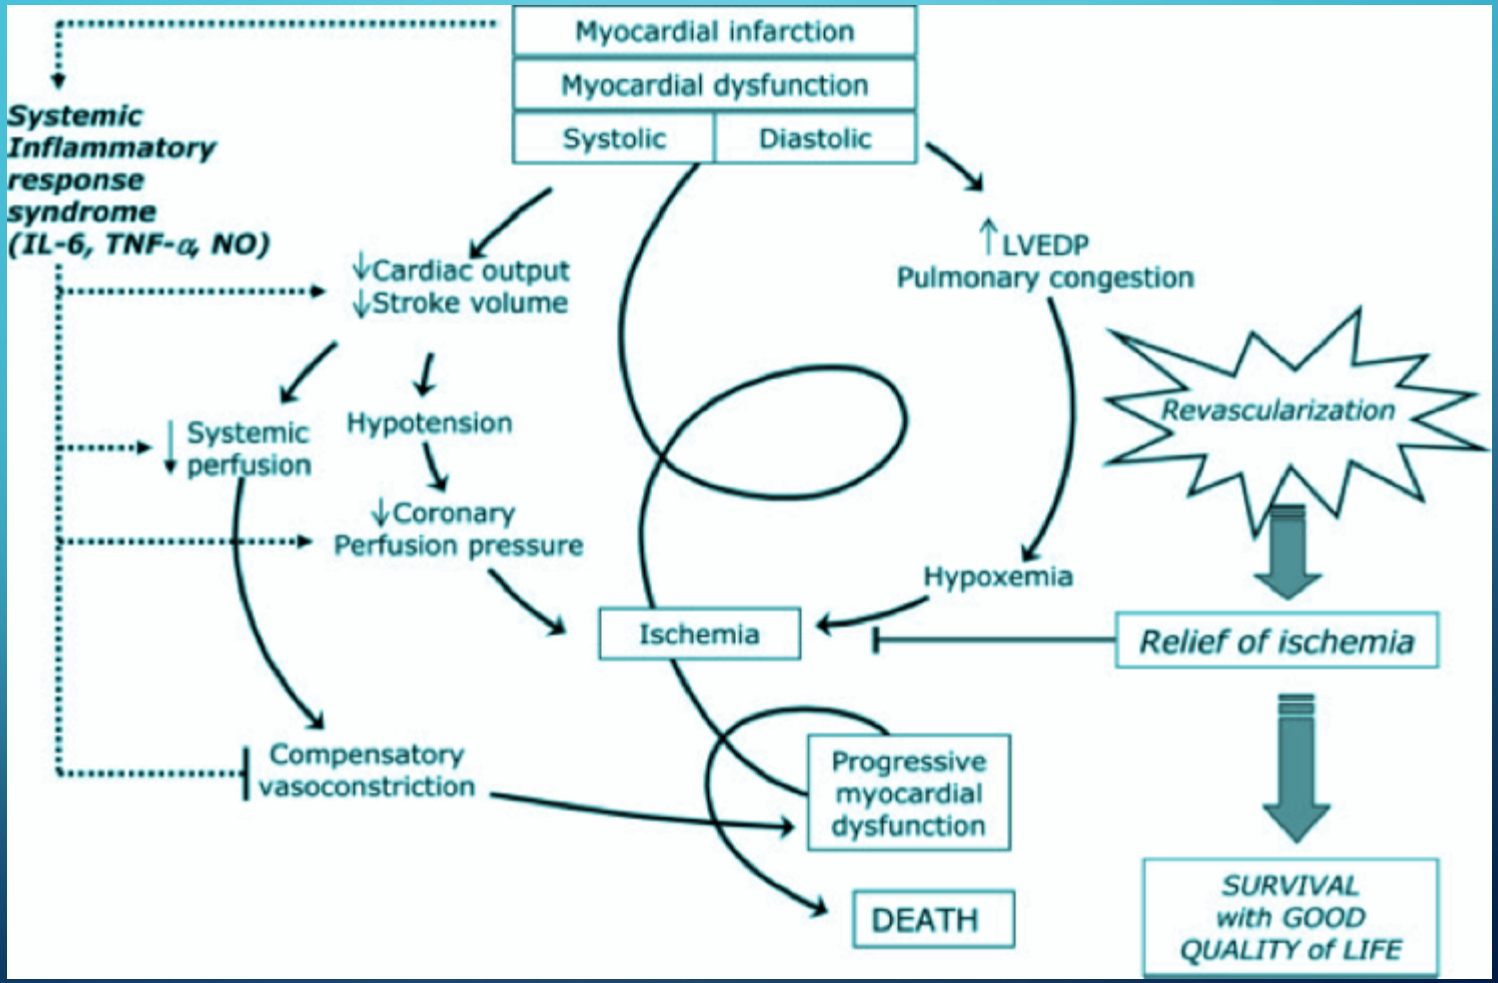 Myocardial infarction
Myocardial dysfunction
Systolic
Diastolic
Systemic
Inflammatory
response
syndrome
(IL-6, TNF-α, NO)
↓Cardiac output
↓Stroke volume
↑LVEDP
Pulmonary congestion
Revascularization
↓ Systemic
perfusion
Hypotension
↓Coronary
Perfusion pressure
Hypoxemia
Ischemia
Relief of ischemia
Compensatory
vasoconstriction
Progressive
myocardial
dysfunction
DEATH
SURVIVAL
with GOOD
QUALITY of LIFE